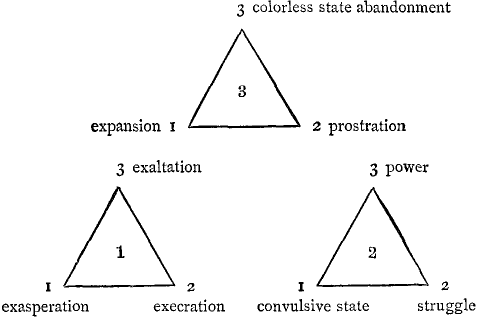 3 colorless state abandonment
3
expansion 1 2 prostration
3 exaltation 3 power
1 2
1 2 1 2
exasperation execration convulsive state struggle